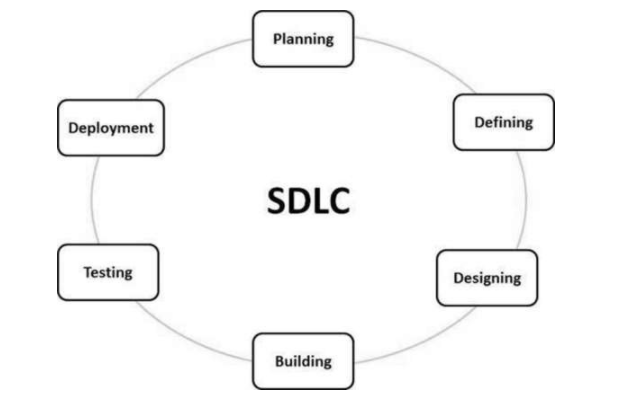 Planning
Defining
Designing
Building
Testing
Deployment
SDLC